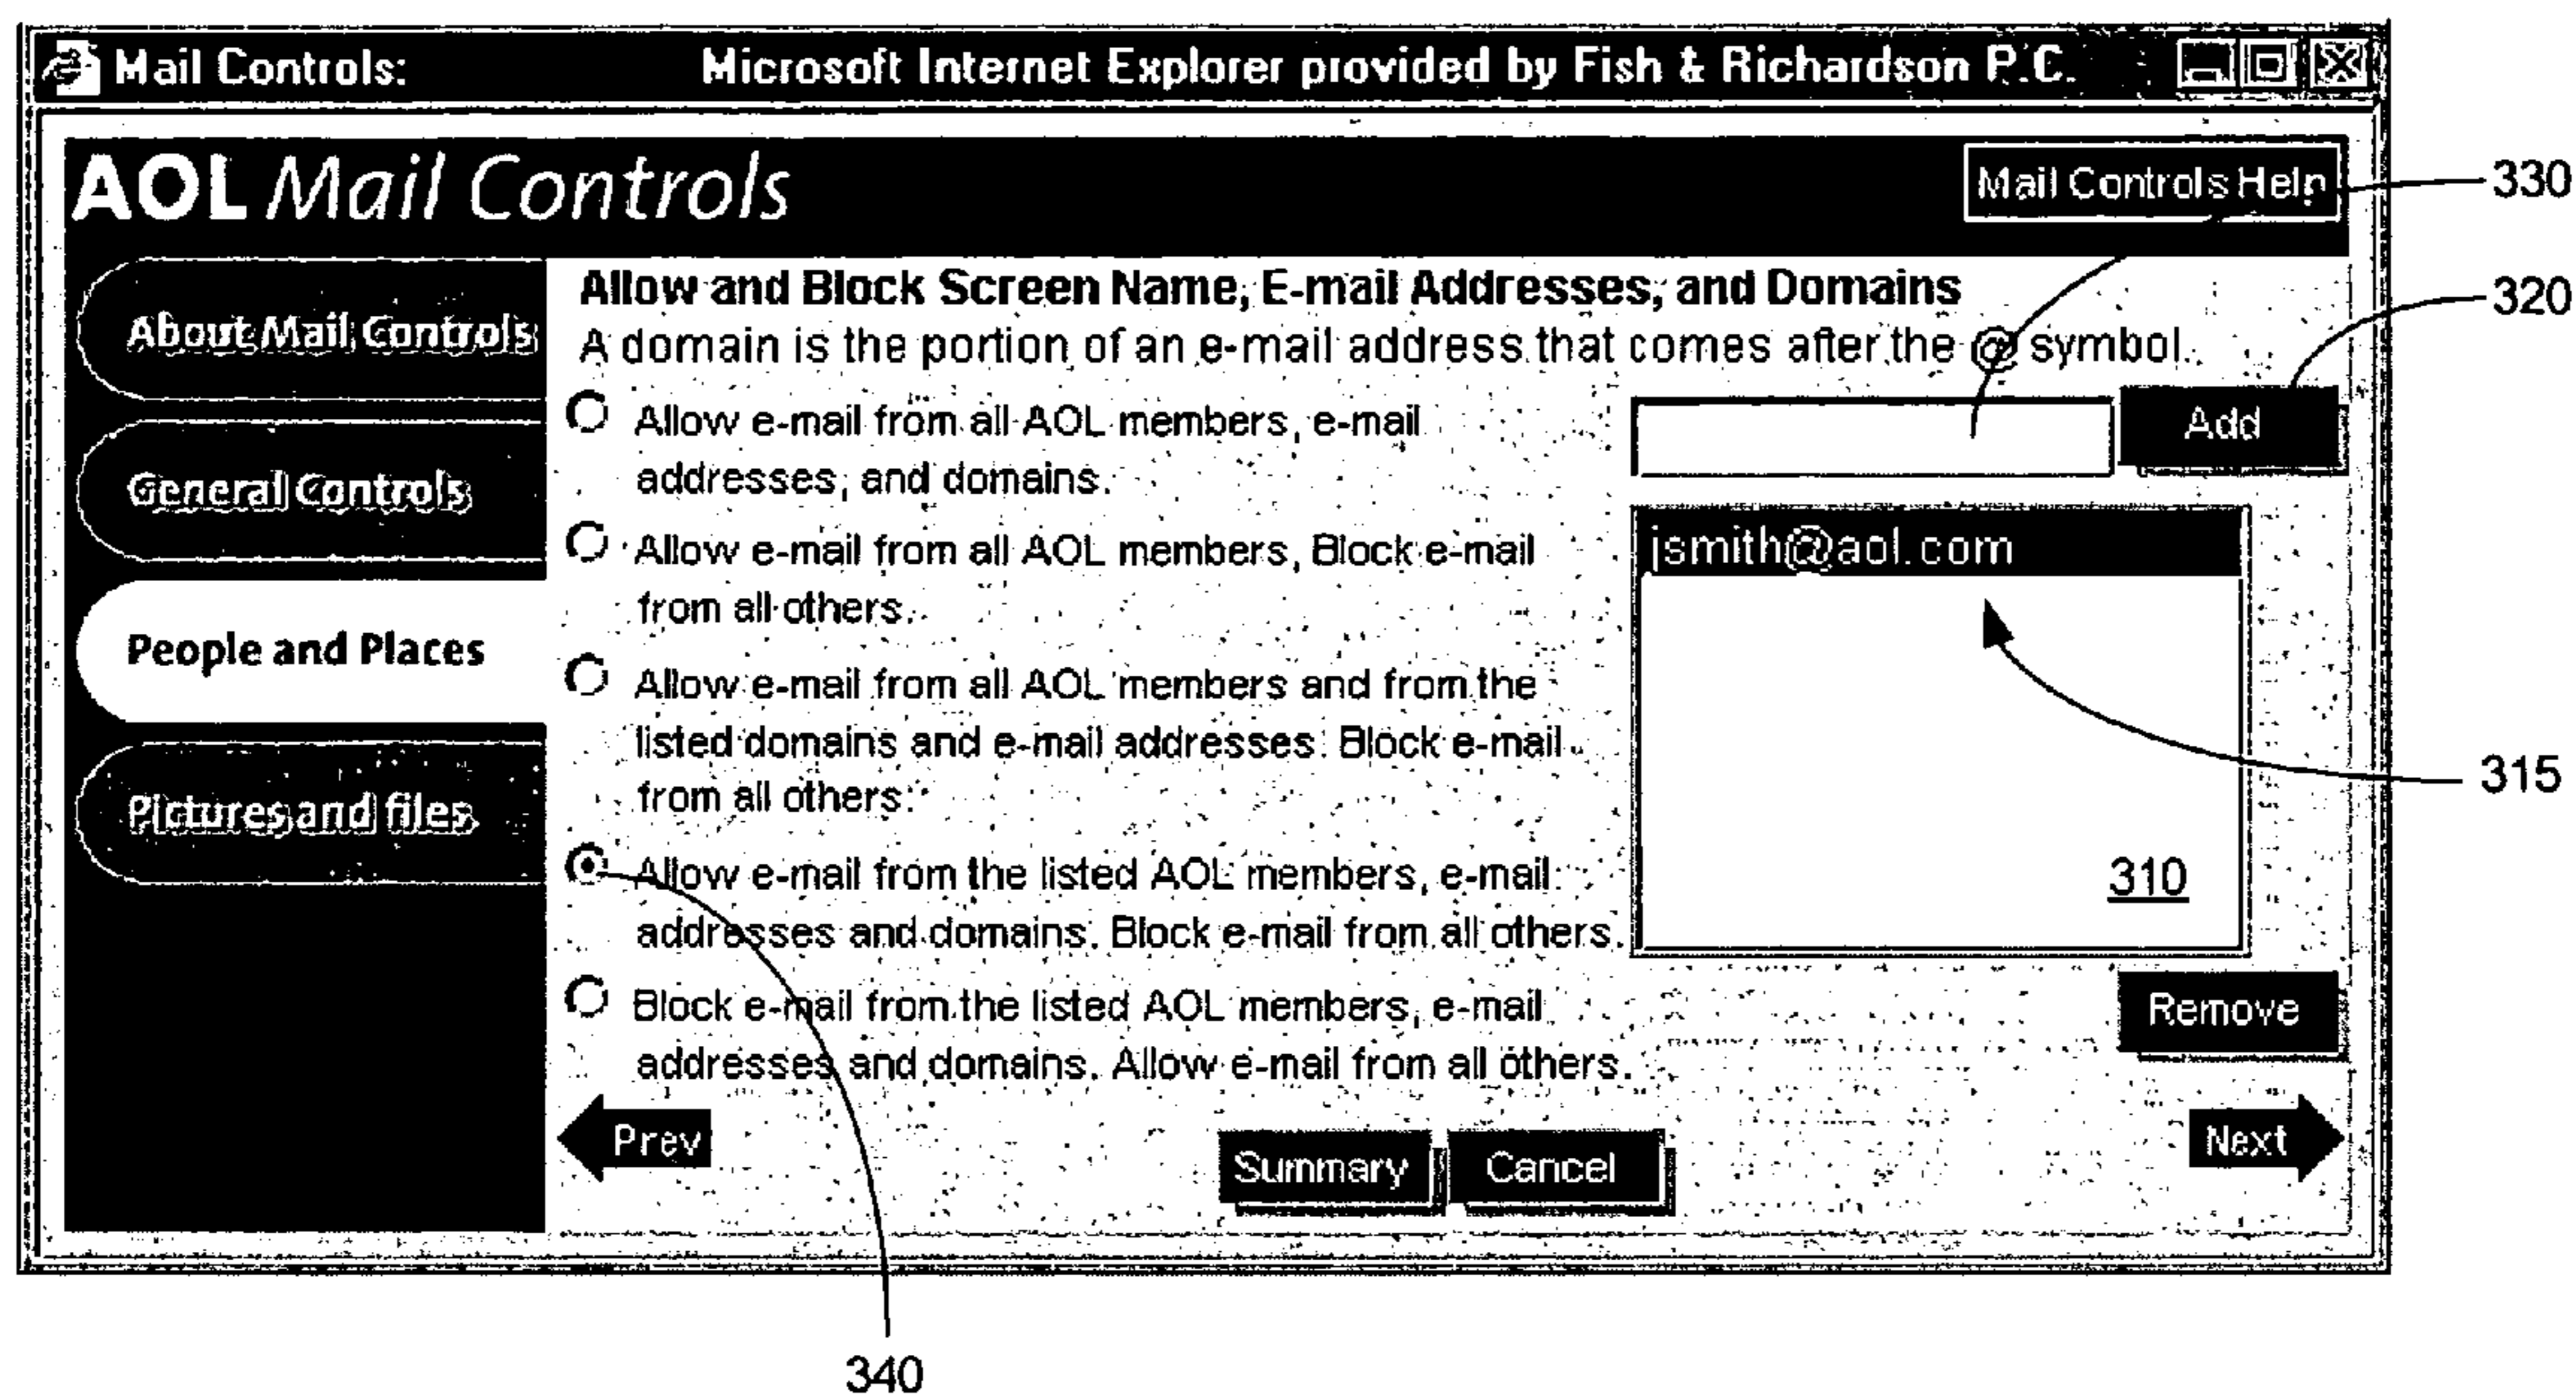 Mail Controls: Microsoft Internet Explorer provided by Fish & Richardson P.C.
AOL Mail Controls
Mail Controls Help
330
About Mail Controls
General Controls
People and Places
Pictures and files
Allow and Block Screen Name, E-mail Addresses, and Domains
A domain is the portion of an e-mail address that comes after the @ symbol.
320
Allow e-mail from all AOL members, e-mail
addresses, and domains.
Allow e-mail from all AOL members, Block e-mail
from all others.
Allow e-mail from all AOL members and from the
listed domains and e-mail addresses. Block e-mail
from all others.
Allow e-mail from the listed AOL members, e-mail
addresses and domains. Block e-mail from all others.
Block e-mail from the listed AOL members, e-mail
addresses and domains. Allow e-mail from all others.
Add
jsmith@aol.com
315
310
Remove
Prev
Summary
Cancel
Next
340